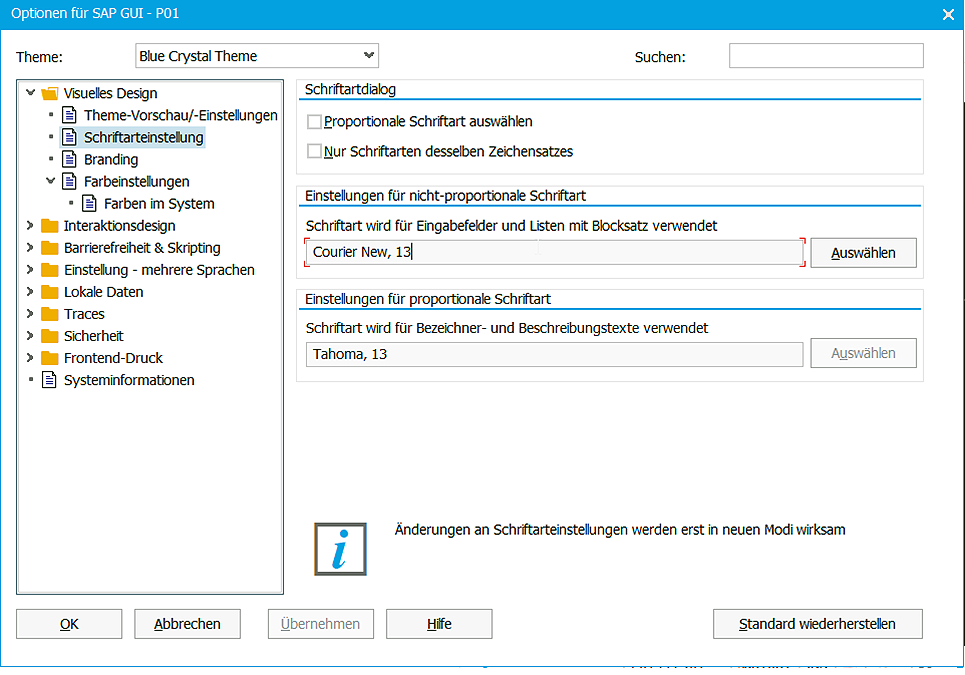 Optionen für SAP GUI - P01
Theme:
Blue Crystal Theme
Suchen:
Visuelles Design
Theme-Vorschau/-Einstellungen
Schriftarteinstellung
Branding
Farbeinstellungen
Farben im System
Interaktionsdesign
Barrierefreiheit & Skripting
Einstellung - mehrere Sprachen
Lokale Daten
Traces
Sicherheit
Frontend-Druck
Systeminformationen
Schriftartdialog
Proportionale Schriftart auswählen
Nur Schriftarten desselben Zeichensatzes
Einstellungen für nicht-proportionale Schriftart
Schriftart wird für Eingabefelder und Listen mit Blocksatz verwendet
Courier New, 13
Auswählen
Einstellungen für proportionale Schriftart
Schriftart wird für Bezeichner- und Beschreibungstexte verwendet
Tahoma, 13
Auswählen
Änderungen an Schriftarteinstellungen werden erst in neuen Modi wirksam
OK
Abbrechen
Übernehmen
Hilfe
Standard wiederherstellen